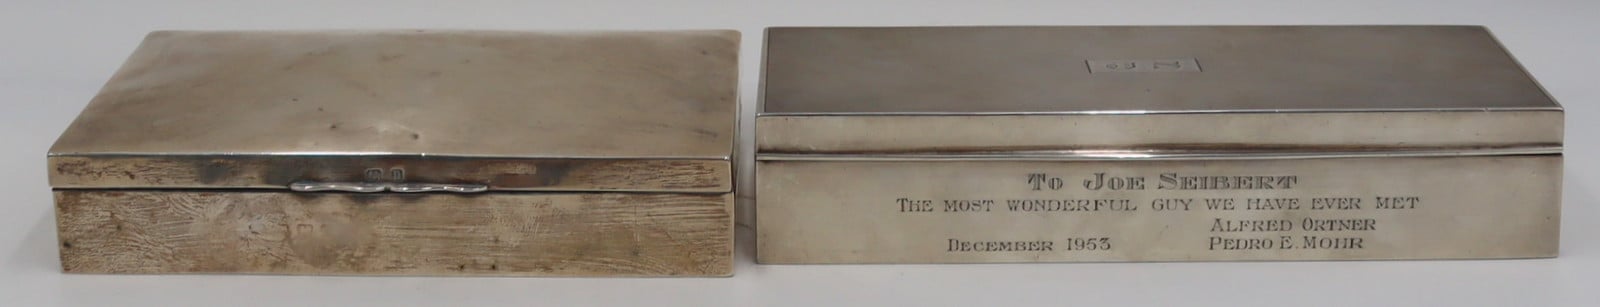 TO JOE SEIBERT
THE MOST WONDERFUL GUY WE HAVE EVER MET
ALFRED ORTNER
DECEMBER 1953 PEDRO E. MOHR